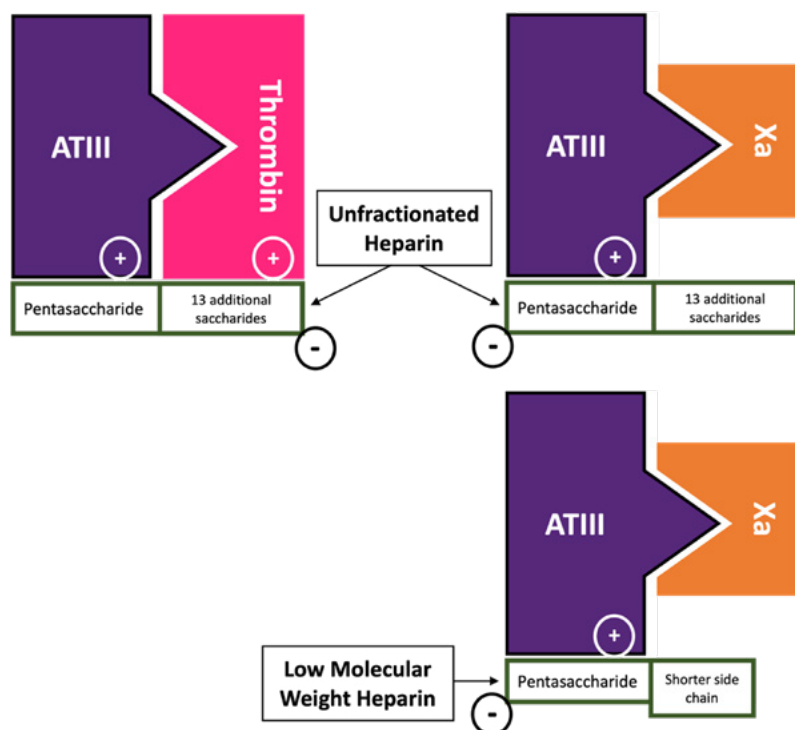 ATIII
Thrombin
+
+
Pentasaccharide
13 additional
saccharides
-
Unfractionated
Heparin
ATIII
Xa
+
Pentasaccharide
13 additional
saccharides
-
ATIII
Xa
+
Low Molecular
Weight Heparin
Pentasaccharide
Shorter side
chain
-